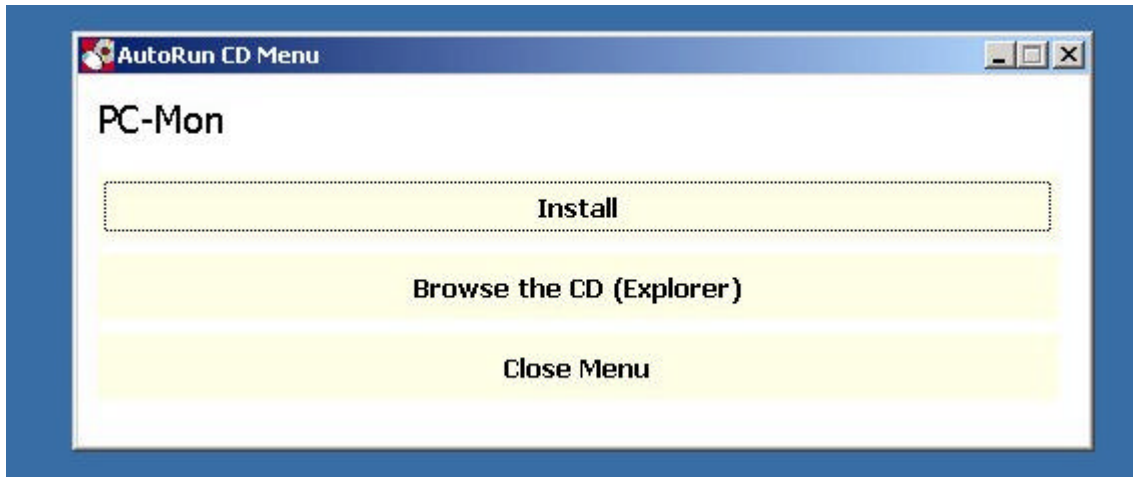 AutoRun CD Menu
PC-Mon
Install
Browse the CD (Explorer)
Close Menu